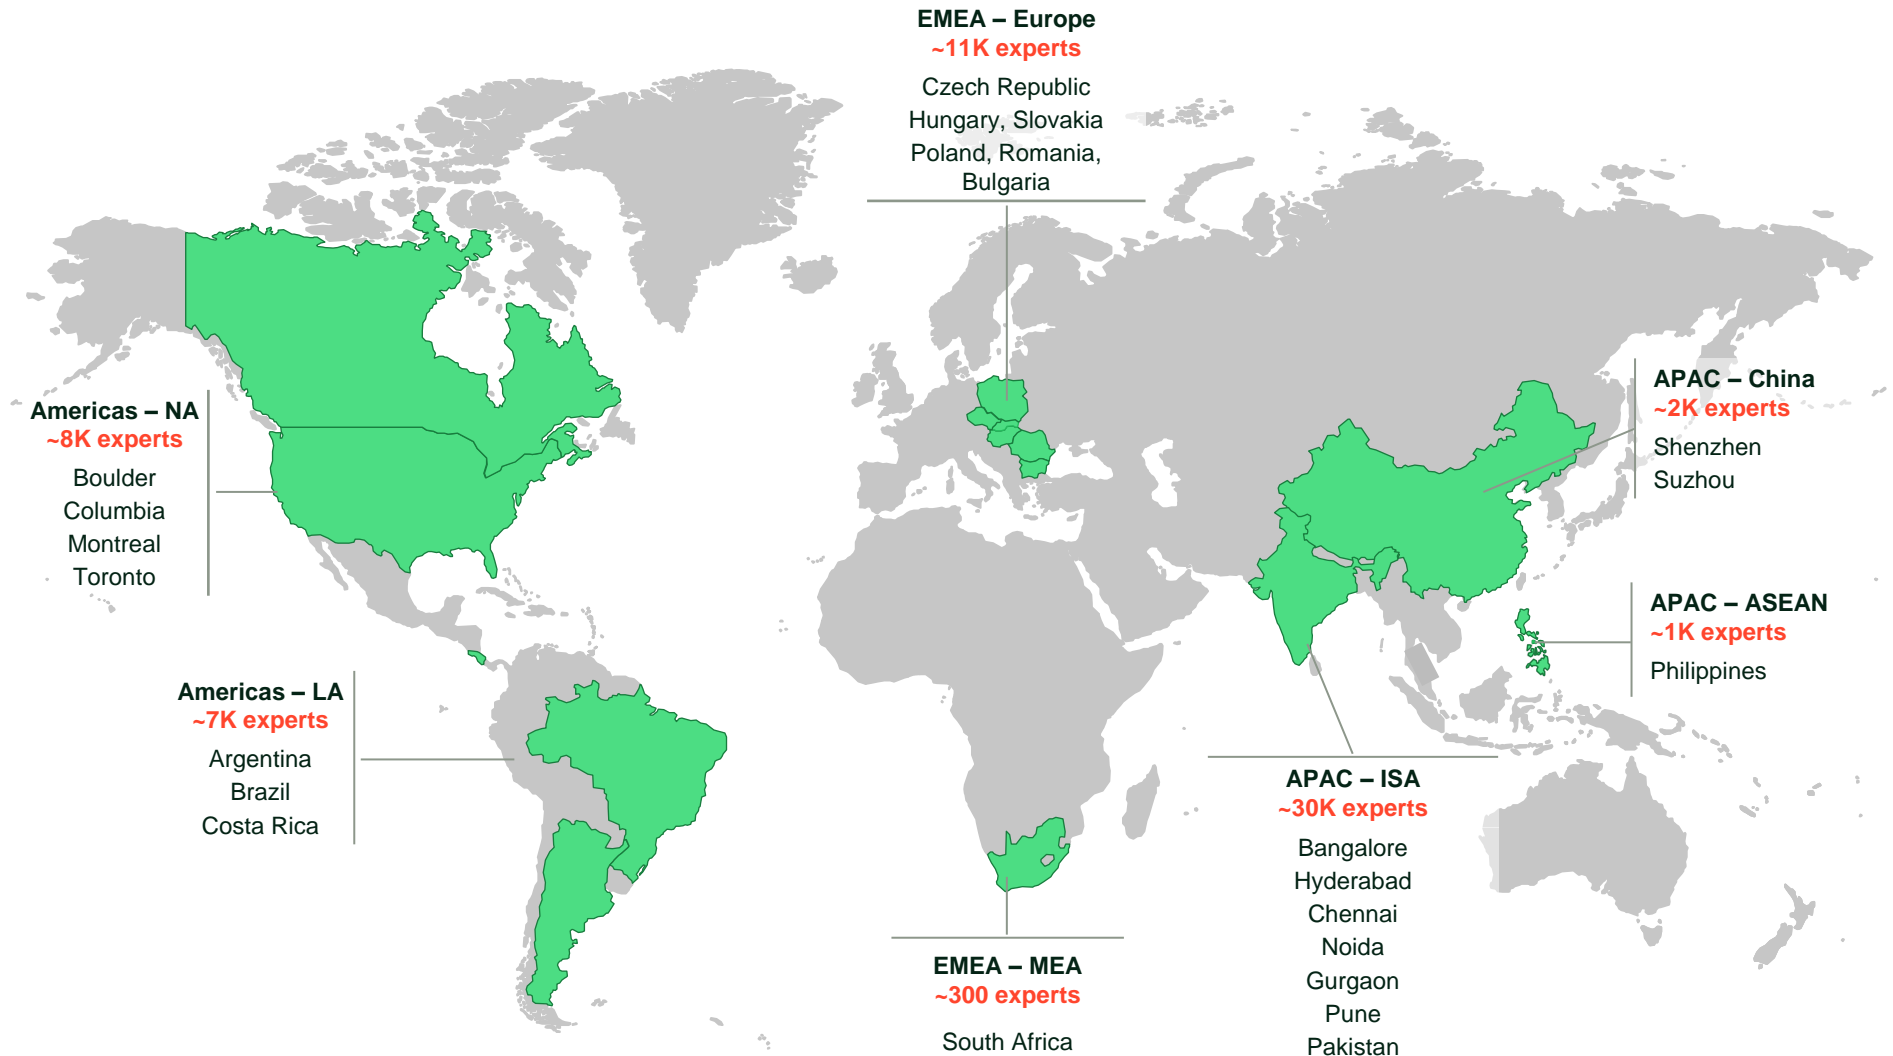 EMEA – Europe
~11K experts
Czech Republic
Hungary, Slovakia
Poland, Romania,
Bulgaria
Americas – NA
~8K experts
Boulder
Columbia
Montreal
Toronto
APAC – China
~2K experts
Shenzhen
Suzhou
APAC – ASEAN
~1K experts
Philippines
Americas – LA
~7K experts
Argentina
Brazil
Costa Rica
APAC – ISA
~30K experts
Bangalore
Hyderabad
Chennai
Noida
Gurgaon
Pune
Pakistan
EMEA – MEA
~300 experts
South Africa